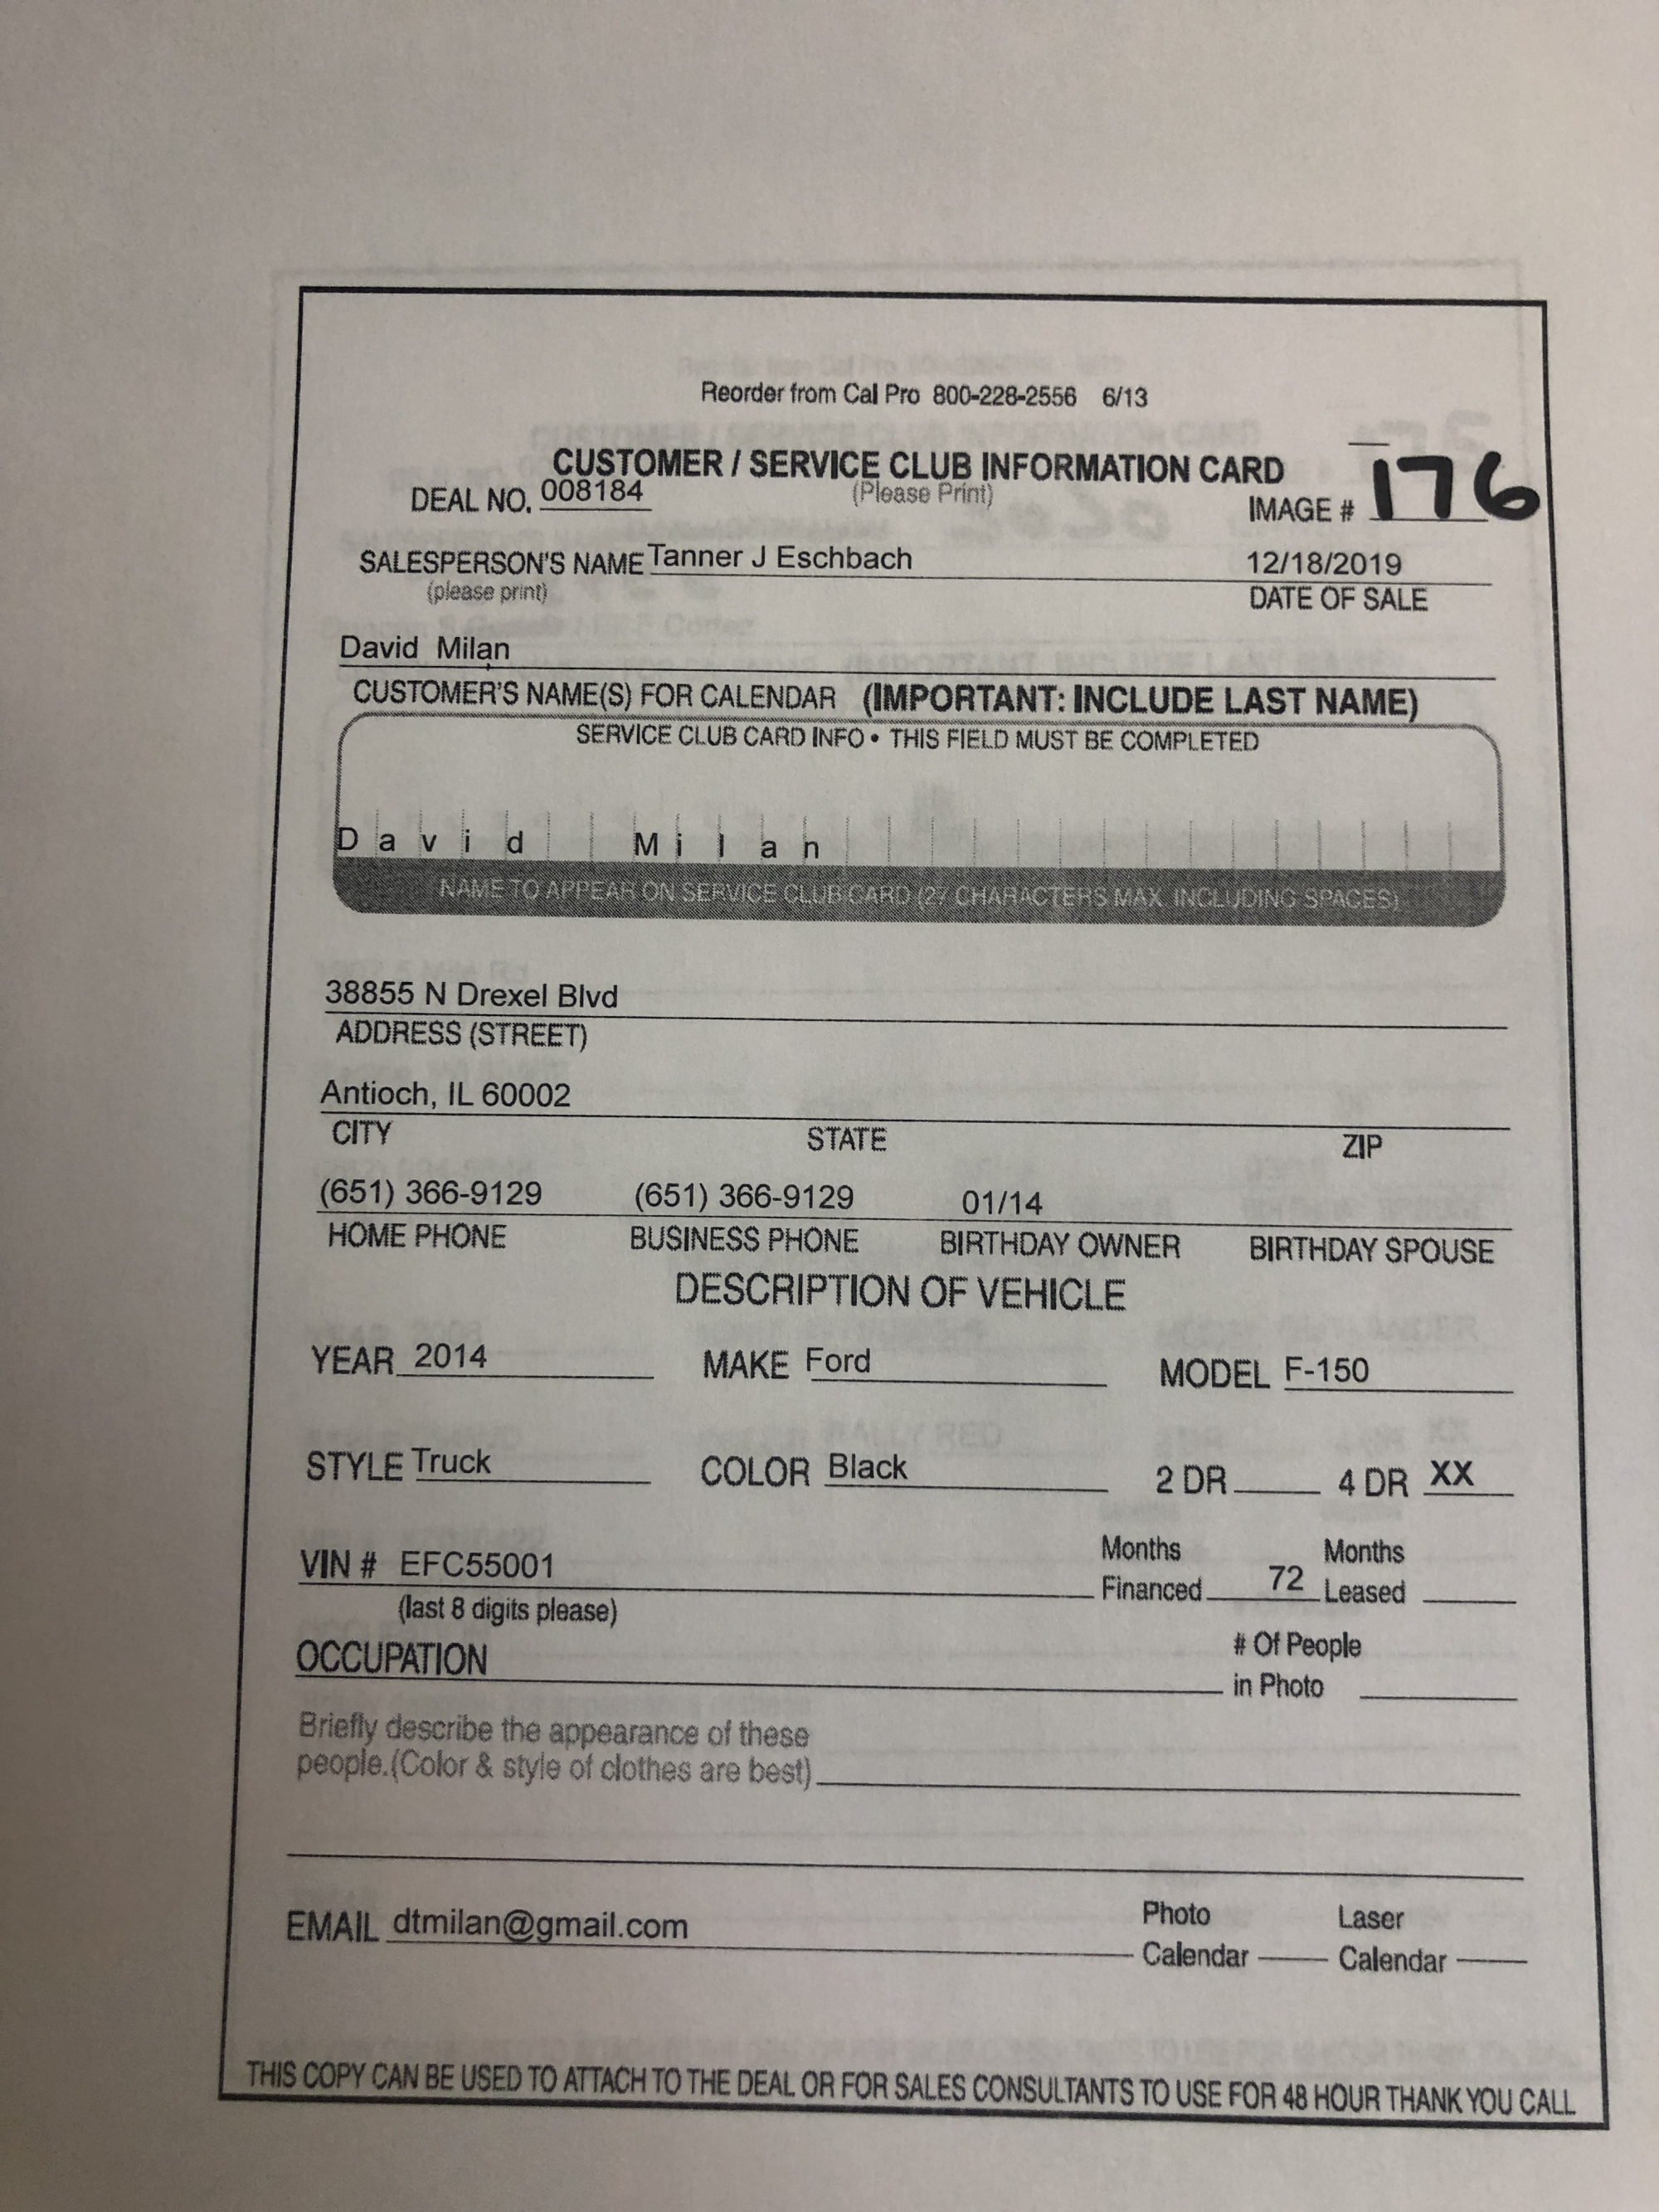 Reorder from Cal Pro 800-228-2556 6/13
CUSTOMER / SERVICE CLUB INFORMATION CARD
DEAL NO. 008184 (Please Print) IMAGE # 176
SALESPERSON'S NAME Tanner J Eschbach 12/18/2019
(please print) DATE OF SALE
David Milan
CUSTOMER'S NAME(S) FOR CALENDAR (IMPORTANT: INCLUDE LAST NAME)
SERVICE CLUB CARD INFO • THIS FIELD MUST BE COMPLETED
David Milan
NAME TO APPEAR ON SERVICE CLUB CARD (27 CHARACTERS MAX. INCLUDING SPACES)
38855 N Drexel Blvd
ADDRESS (STREET)
Antioch, IL 60002
CITY STATE ZIP
(651) 366-9129 (651) 366-9129 01/14
HOME PHONE BUSINESS PHONE BIRTHDAY OWNER BIRTHDAY SPOUSE
DESCRIPTION OF VEHICLE
YEAR 2014 MAKE Ford MODEL F-150
STYLE Truck COLOR Black 2 DR 4 DR XX
VIN # EFC55001 Months Financed 72 Months Leased
(last 8 digits please)
OCCUPATION # Of People in Photo
Briefly describe the appearance of these
people.(Color & style of clothes are best)
EMAIL dtmilan@gmail.com Photo Calendar Laser Calendar
THIS COPY CAN BE USED TO ATTACH TO THE DEAL OR FOR SALES CONSULTANTS TO USE FOR 48 HOUR THANK YOU CALL